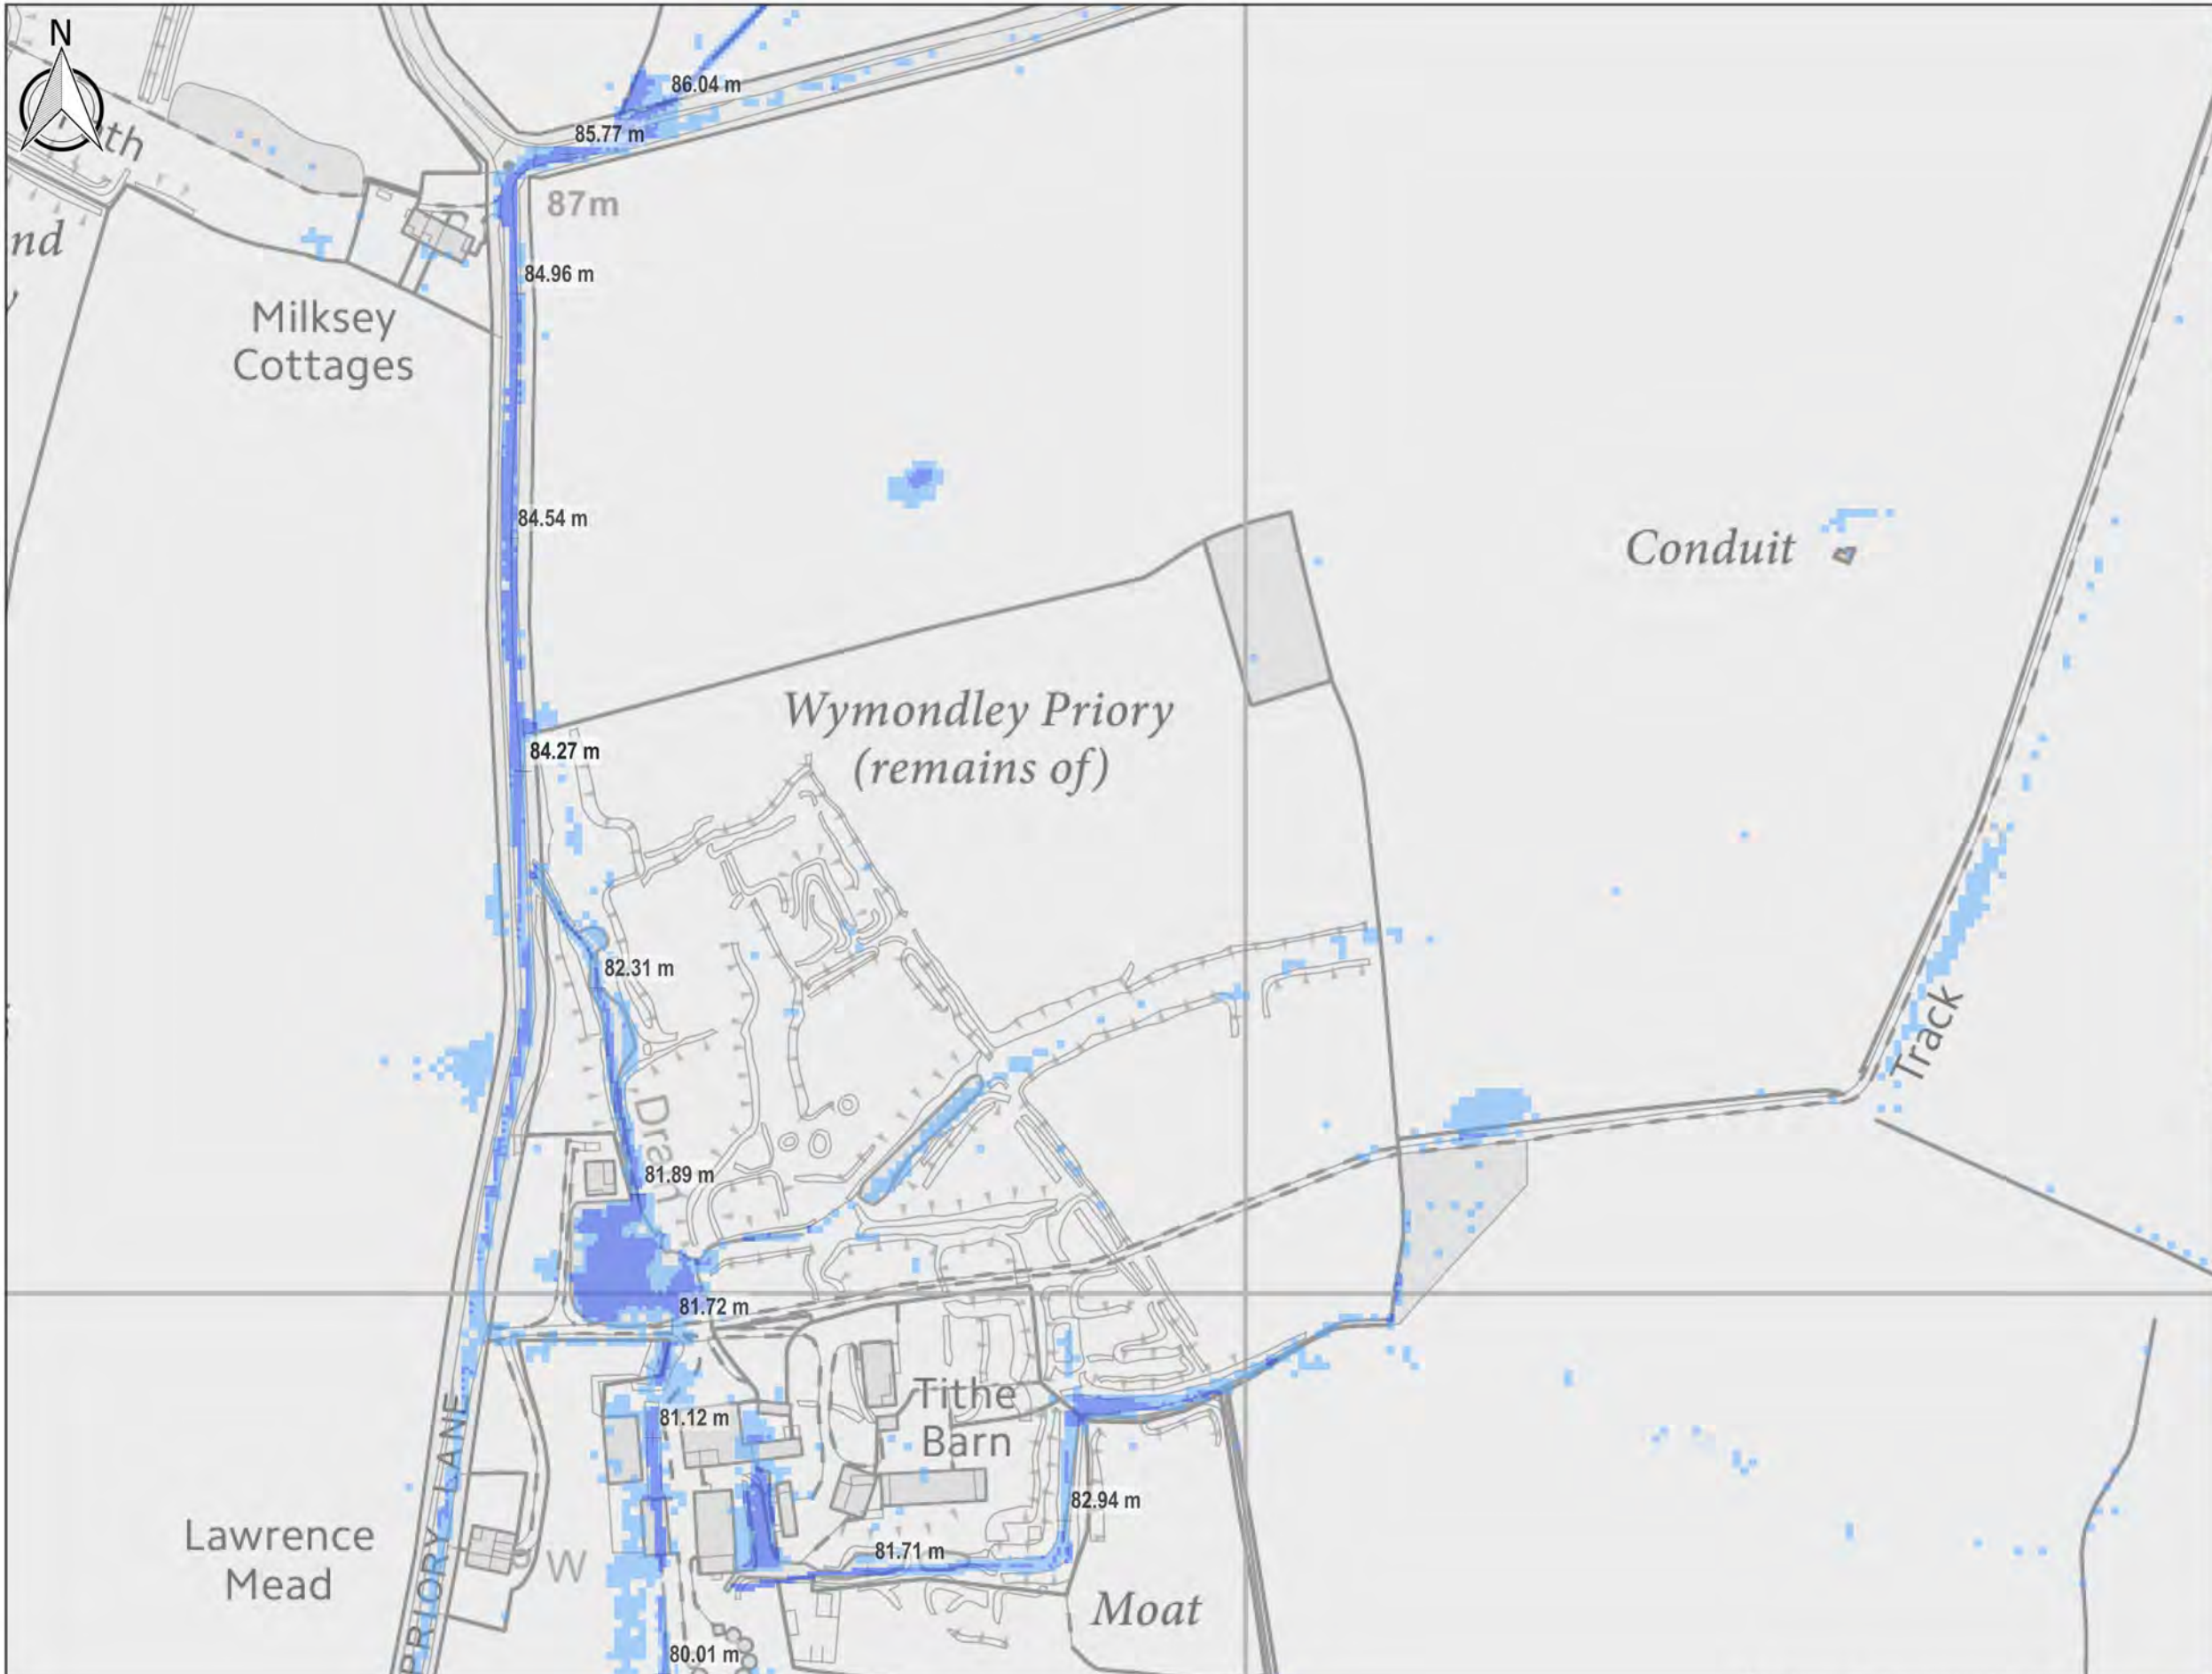 N
86.04 m
85.77 m
87m
nd
84.96 m
Milksey
Cottages
84.54 m
Conduit
Wymondley Priory
(remains of)
84.27 m
82.31 m
Track
Drain
81.89 m
81.72 m
Tithe
Barn
81.12 m
82.94 m
Lawrence
Mead
PRIORY LANE
W
81.71 m
Moat
80.01 m